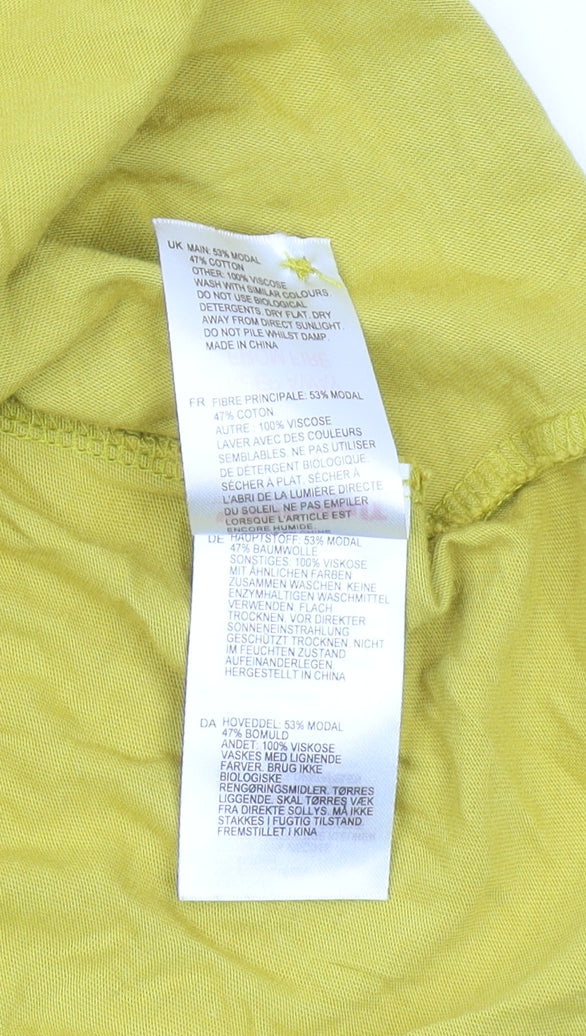 UK MAIN: 53% MODAL
47% COTTON
OTHER: 100% VISCOSE
WASH WITH SIMILAR COLOURS.
DO NOT USE BIOLOGICAL
DETERGENTS. DRY FLAT. DRY
AWAY FROM DIRECT SUNLIGHT.
DO NOT PILE WHILST DAMP.
MADE IN CHINA
FR FIBRE PRINCIPALE: 53% MODAL
47% COTON
AUTRE: 100% VISCOSE
LAVER AVEC DES COULEURS
SEMBLABLES. NE PAS UTILISER
DE DÉTERGENT BIOLOGIQUE.
SÉCHER À PLAT. SÉCHER À
L'ABRI DE LA LUMIÈRE DIRECTE
DU SOLEIL. NE PAS EMPILER
LORSQUE L'ARTICLE EST
ENCORE HUMIDE.
DE HAUPTSTOFF: 53% MODAL
47% BAUMWOLLE
SONSTIGES: 100% VISKOSE
MIT ÄHNLICHEN FARBEN
ZUSAMMEN WASCHEN. KEINE
ENZYMHALTIGEN WASCHMITTEL
VERWENDEN. FLACH
TROCKNEN. VOR DIREKTER
SONNENEINSTRAHLUNG
GESCHÜTZT TROCKNEN. NICHT
IM FEUCHTEN ZUSTAND
AUFEINANDERLEGEN
HERGESTELLT IN CHINA
DA HOVEDDEL: 53% MODAL
47% BOMULD
ANDET: 100% VISKOSE
VASKES MED LIGNENDE
FARVER. BRUG IKKE
BIOLOGISKE
RENGØRINGSMIDLER. TØRRES
LIGGENDE. SKAL TØRRES VÆK
FRA DIREKTE SOLLYS. MÅ IKKE
STAKKES I FUGTIG TILSTAND.
FREMSTILLET I KINA